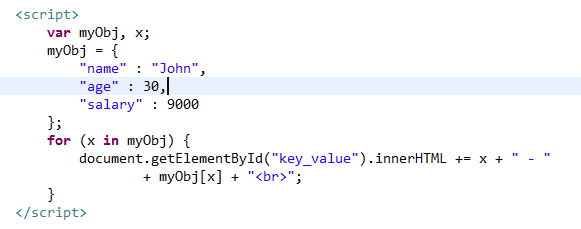 <script>
    var myObj, x;
    myObj = {
        "name" : "John",
        "age" : 30,
        "salary" : 9000
    };
    for (x in myObj) {
        document.getElementById("key_value").innerHTML += x + " - "
                + myObj[x] + "<br>";
    }
</script>